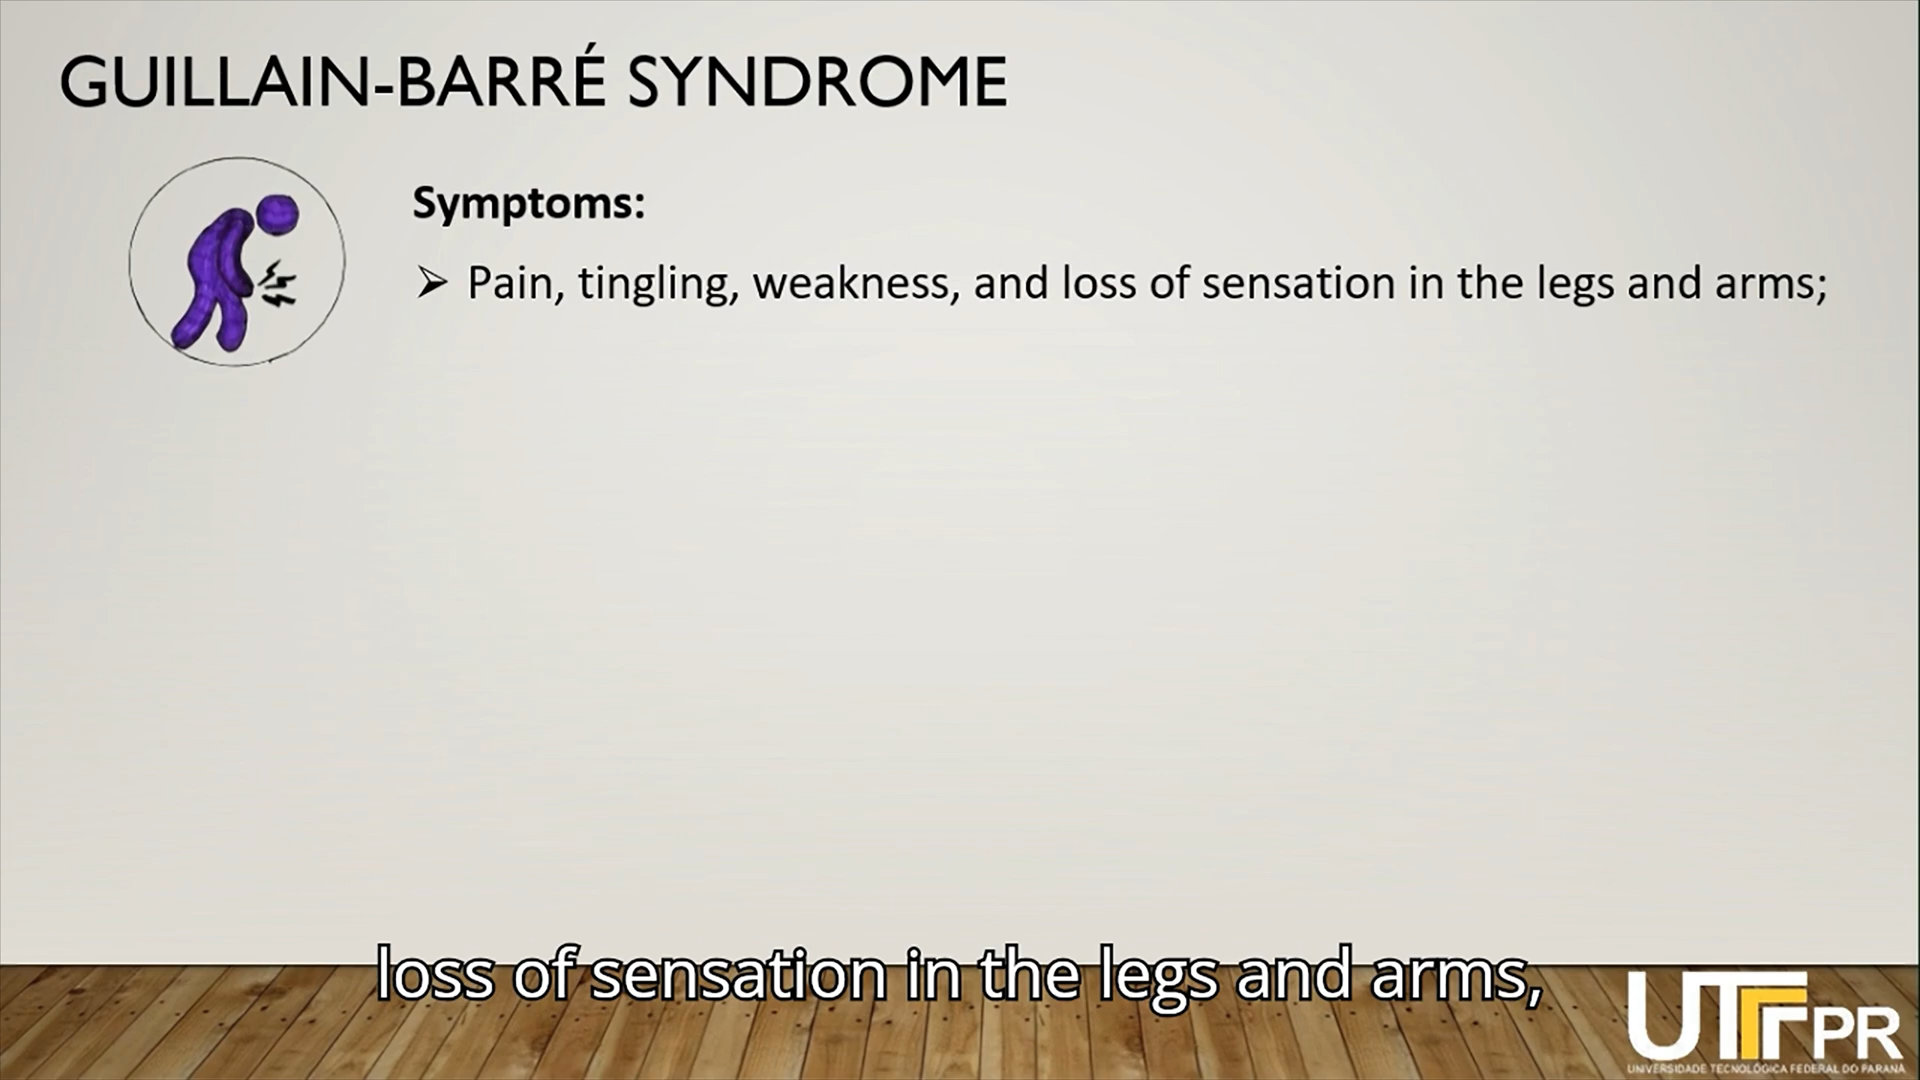 GUILLAIN-BARRÉ SYNDROME
Symptoms:
➢ Pain, tingling, weakness, and loss of sensation in the legs and arms;
loss of sensation in the legs and arms,
UTFPR
UNIVERSIDADE TECNOLÓGICA FEDERAL DO PARANÁ